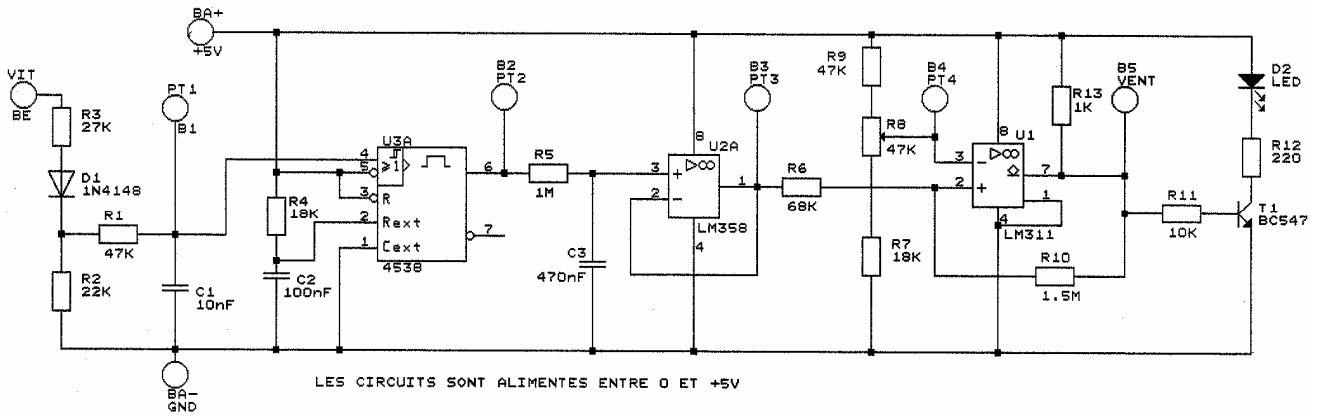 BA+
+5V
VIT
BE
R3
27K
D1
1N4148
R1
47K
R2
22K
PT1
B1
C1
10nF
BA-
GND
R4
18K
C2
100nF
U3A
4
5
≥1
3
R
2
Rext
1
Cext
6
7
4538
B2
PT2
R5
1M
C3
470nF
8
U2A
3
+
2
-
1
▷∞
LM358
4
B3
PT3
R6
68K
R9
47K
R8
47K
R7
18K
B4
PT4
8
U1
3
-
2
+
▷∞
◇
7
1
4
LM311
R13
1K
B5
VENT
R10
1.5M
R11
10K
D2
LED
R12
220
T1
BC547
LES CIRCUITS SONT ALIMENTES ENTRE 0 ET +5V